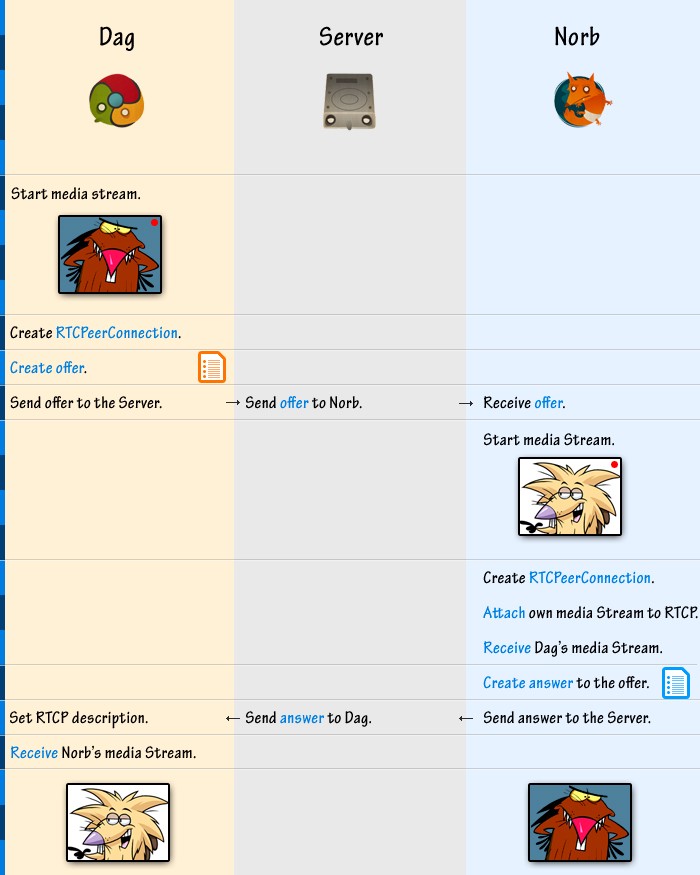 Dag
Server
Norb
Start media stream.
Create RTCPeerConnection.
Create offer.
Send offer to the Server. → Send offer to Norb. → Receive offer.
Start media Stream.
Create RTCPeerConnection.
Attach own media Stream to RTCP.
Receive Dag's media Stream.
Create answer to the offer.
Set RTCP description. ← Send answer to Dag. ← Send answer to the Server.
Receive Norb's media Stream.